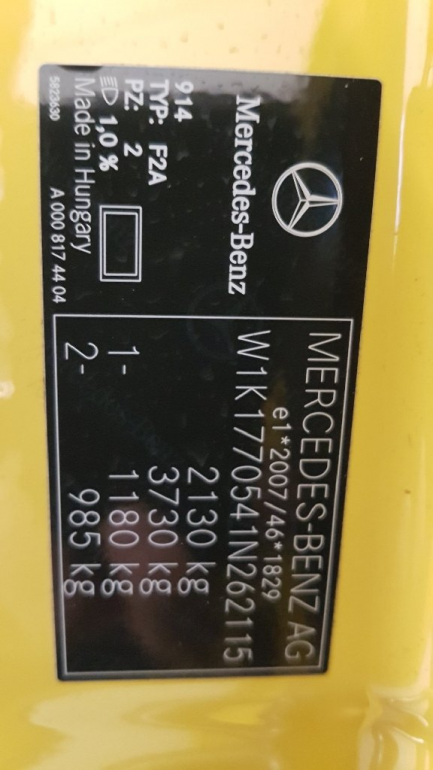 Mercedes-Benz
914
TYP: F2A
PZ: 2
1,0 %
Made in Hungary
5823630 A 000 817 44 04
MERCEDES-BENZ AG
e1*2007/46*1829
W1K1770541N262115
2130 kg
3730 kg
1- 1180 kg
2- 985 kg